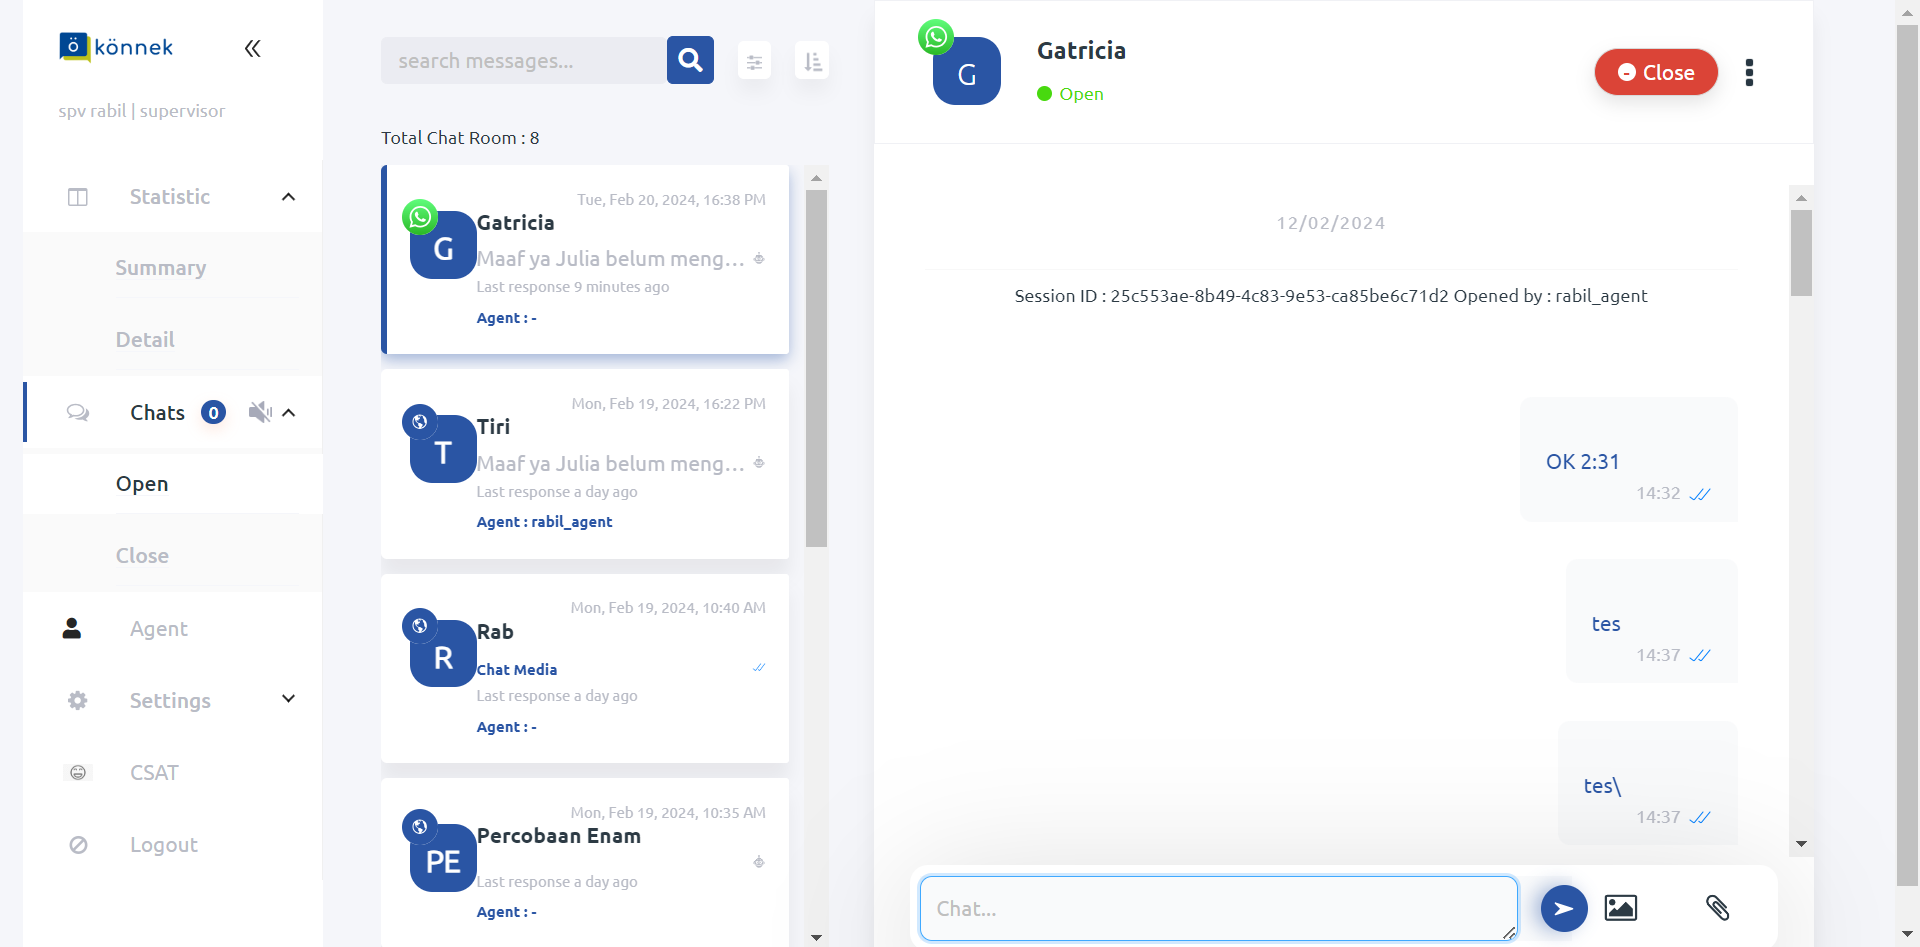 ö könnek
spv rabil | supervisor
Statistic
Summary
Detail
Chats 0
Open
Close
Agent
Settings
CSAT
Logout
search messages...
Total Chat Room : 8
Tue, Feb 20, 2024, 16:38 PM
G
Gatricia
Maaf ya Julia belum meng...
Last response 9 minutes ago
Agent : -
Mon, Feb 19, 2024, 16:22 PM
T
Tiri
Maaf ya Julia belum meng...
Last response a day ago
Agent : rabil_agent
Mon, Feb 19, 2024, 10:40 AM
R
Rab
Chat Media
Last response a day ago
Agent : -
Mon, Feb 19, 2024, 10:35 AM
PE
Percobaan Enam
Last response a day ago
Agent : -
G
Gatricia
Open
Close
12/02/2024
Session ID : 25c553ae-8b49-4c83-9e53-ca85be6c71d2 Opened by : rabil_agent
OK 2:31
14:32
tes
14:37
tes\
14:37
Chat...